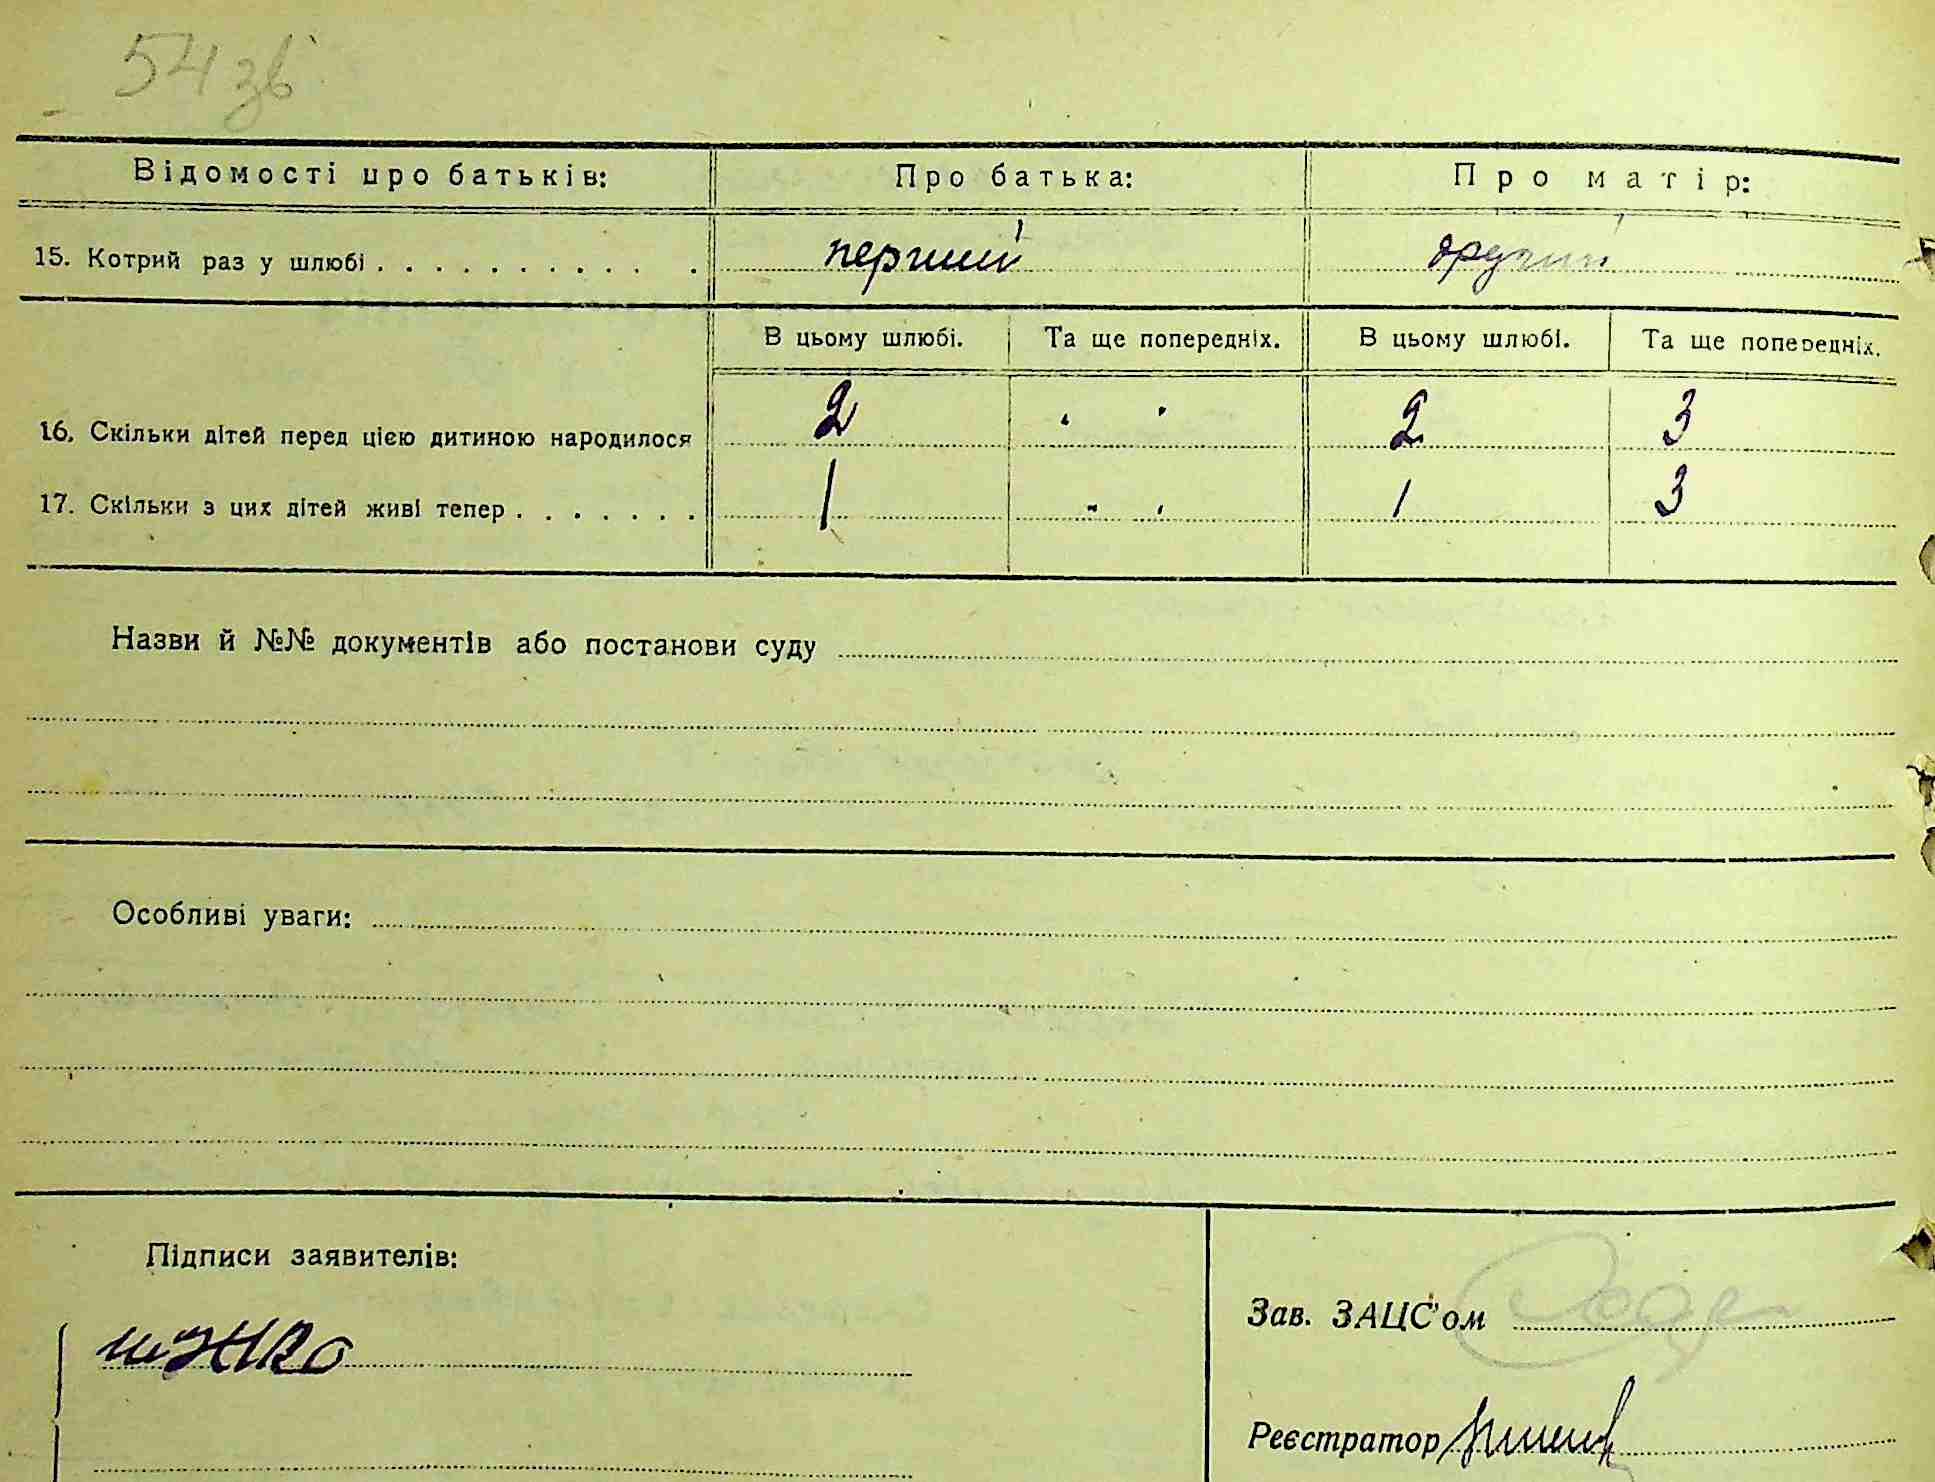 54 зв
Відомості про батьків: Про батька: Про матір:
15. Котрий раз у шлюбі . . . . . . . . . . . перший другий
В цьому шлюбі. Та ще попередніх. В цьому шлюбі. Та ще попередніх.
16. Скільки дітей перед цією дитиною народилося 2 " 2 3
17. Скільки з цих дітей живі тепер . . . . . . . 1 " 1 3
Назви й №№ документів або постанови суду
Особливі уваги:
Підписи заявителів:
Зав. ЗАЦС'ом
Реєстратор